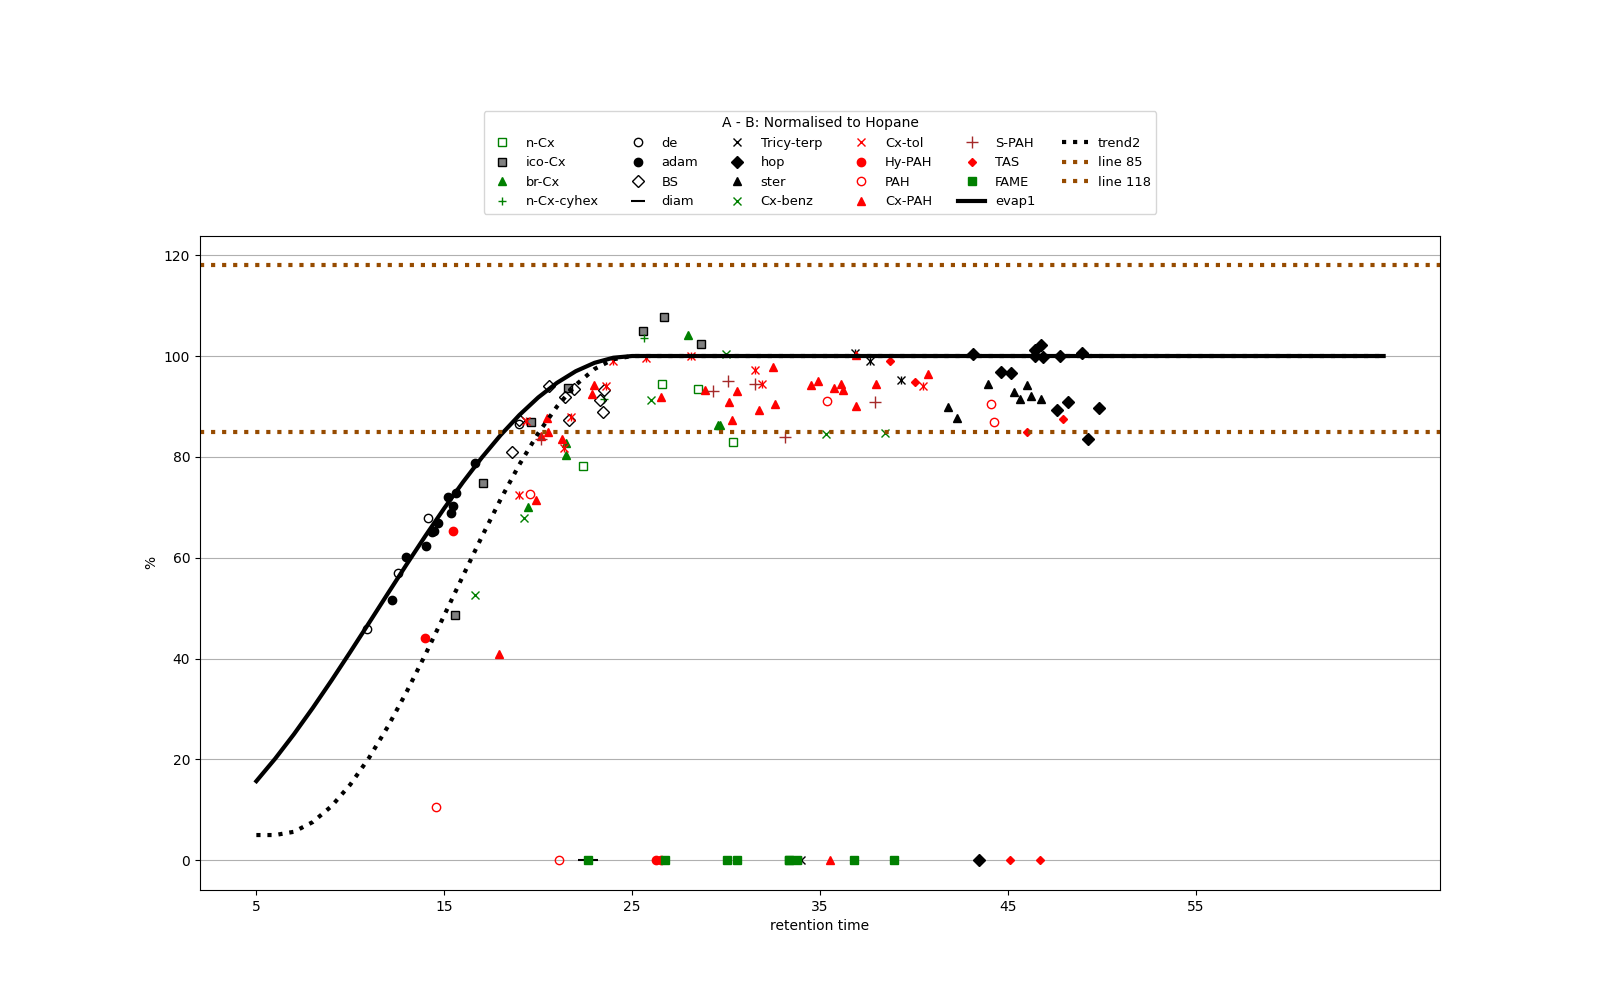 A - B: Normalised to Hopane
n-Cx de Tricy-terp Cx-tol S-PAH trend2
ico-Cx adam hop Hy-PAH TAS line 85
br-Cx BS ster PAH FAME line 118
n-Cx-cyhex diam Cx-benz Cx-PAH evap1
120
100
80
60
40
20
0
%
5 15 25 35 45 55
retention time